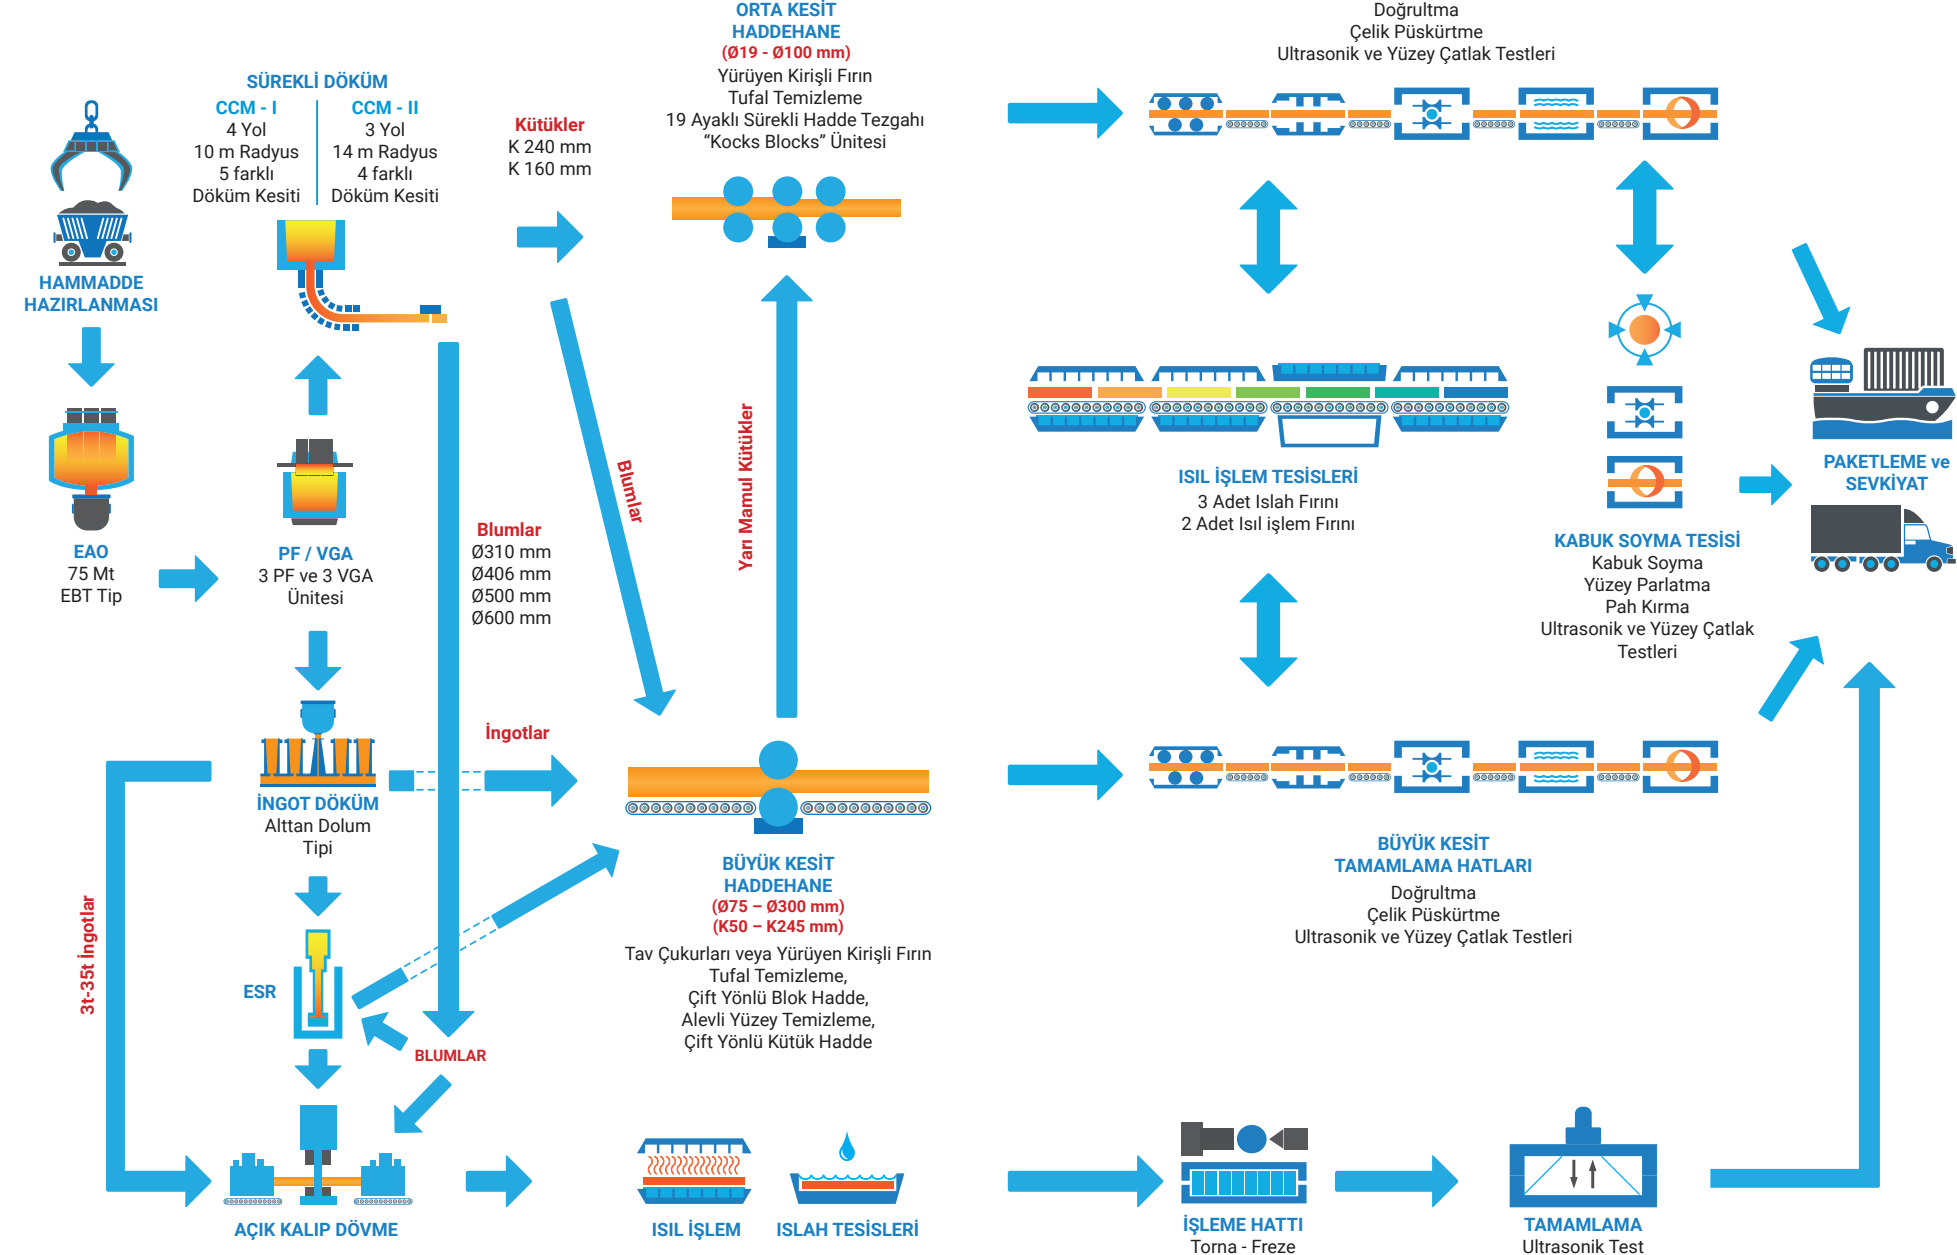 ORTA KESİT
HADDEHANE
(Ø19 - Ø100 mm)
Yürüyen Kirişli Fırın
Tufal Temizleme
19 Ayaklı Sürekli Hadde Tezgahı
“Kocks Blocks” Ünitesi
Doğrultma
Çelik Püskürtme
Ultrasonik ve Yüzey Çatlak Testleri
SÜREKLİ DÖKÜM
CCM - I
4 Yol
10 m Radyus
5 farklı
Döküm Kesiti
CCM - II
3 Yol
14 m Radyus
4 farklı
Döküm Kesiti
Kütükler
K 240 mm
K 160 mm
HAMMADDE
HAZIRLANMASI
EAO
75 Mt
EBT Tip
PF / VGA
3 PF ve 3 VGA
Ünitesi
Blumlar
Ø310 mm
Ø406 mm
Ø500 mm
Ø600 mm
Blumlar
Yarı Mamul Kütükler
ISIL İŞLEM TESİSLERİ
3 Adet Islah Fırını
2 Adet Isıl işlem Fırını
KABUK SOYMA TESİSİ
Kabuk Soyma
Yüzey Parlatma
Pah Kırma
Ultrasonik ve Yüzey Çatlak
Testleri
PAKETLEME ve
SEVKİYAT
İngotlar
İNGOT DÖKÜM
Alttan Dolum
Tipi
3t-35t İngotlar
ESR
BLUMLAR
BÜYÜK KESİT
HADDEHANE
(Ø75 – Ø300 mm)
(K50 – K245 mm)
Tav Çukurları veya Yürüyen Kirişli Fırın
Tufal Temizleme,
Çift Yönlü Blok Hadde,
Alevli Yüzey Temizleme,
Çift Yönlü Kütük Hadde
BÜYÜK KESİT
TAMAMLAMA HATLARI
Doğrultma
Çelik Püskürtme
Ultrasonik ve Yüzey Çatlak Testleri
AÇIK KALIP DÖVME
ISIL İŞLEM
ISLAH TESİSLERİ
İŞLEME HATTI
Torna - Freze
TAMAMLAMA
Ultrasonik Test